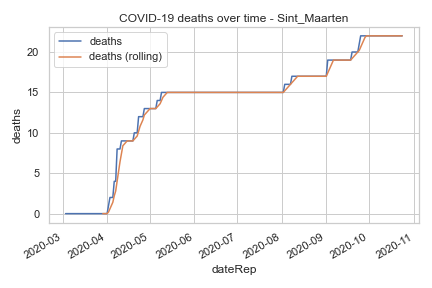 COVID-19 deaths over time - Sint_Maarten
deaths
deaths (rolling)
deaths
20
15
10
5
0
2020-03
2020-04
2020-05
2020-06
2020-07
2020-08
2020-09
2020-10
2020-11
dateRep